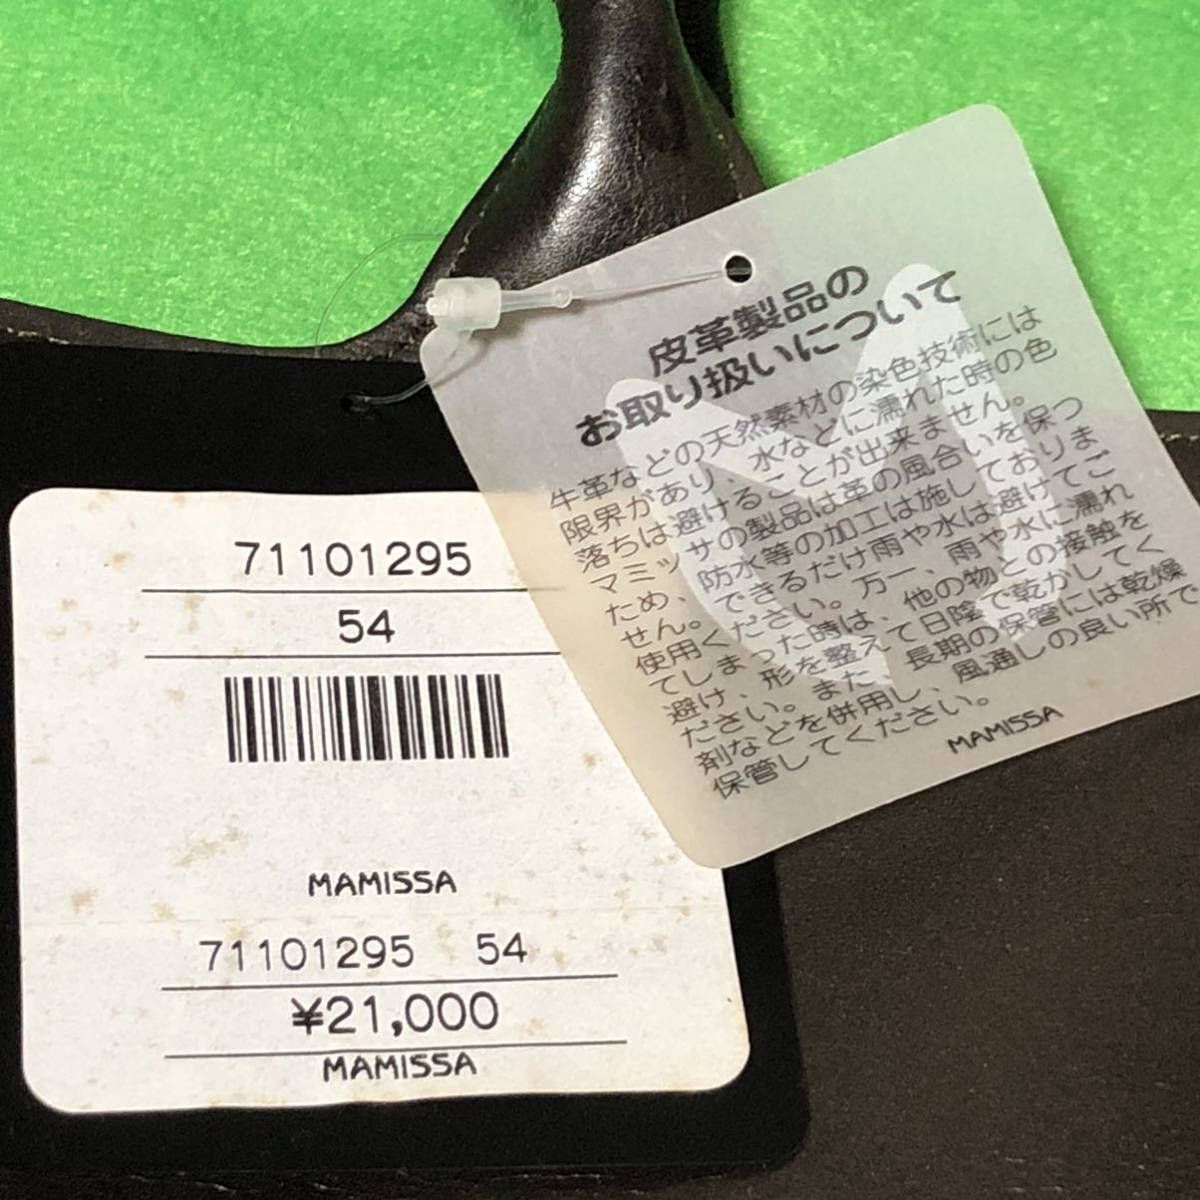 皮革製品の
お取り扱いについて
牛革などの天然素材の染色技術には
限界があり、水などに濡れた時の色
落ちは避けることが出来ません。
マミッサの製品は革の風合いを保つ
ため、防水等の加工は施しておりま
せん。できるだけ雨や水は避けてご
使用ください。万一、雨や水に濡れ
てしまった時は、他の物との接触を
避け、形を整えて日陰で乾かしてく
ださい。また、長期の保管には乾燥
剤などを併用し、風通しの良い所で
保管してください。
MAMISSA
71101295
54
MAMISSA
71101295 54
¥21,000
MAMISSA